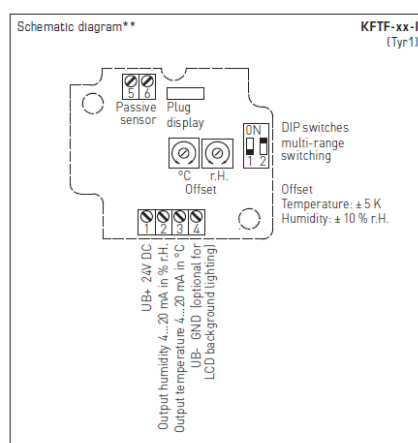 Schematic diagram**
KFTF-xx-I
(Tyr1)
5 6
Passive
sensor
Plug
display
ON
1 2
DIP switches
multi-range
switching
°C
r.H.
Offset
Offset
Temperature: ± 5 K
Humidity: ± 10 % r.H.
1 2 3 4
UB+ 24V DC
Output humidity 4...20 mA in % r.H.
Output temperature 4...20 mA in °C
UB- GND (optional for
LCD background lighting)